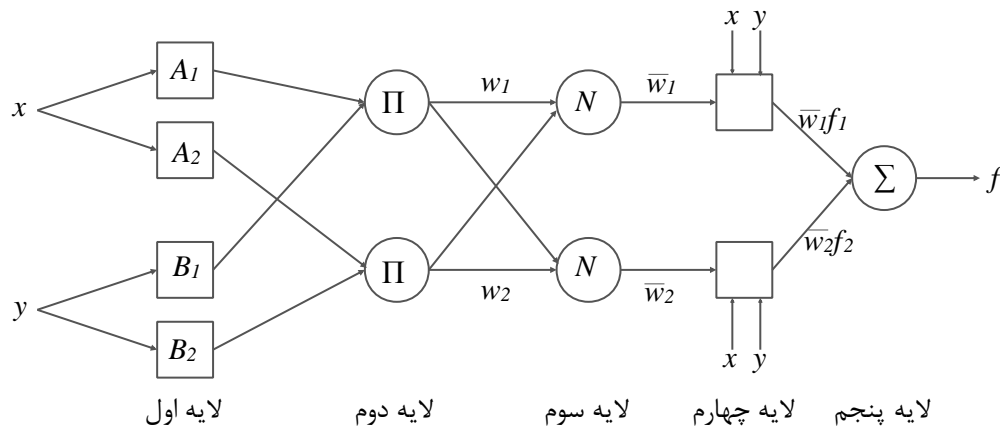 x y
A1
w1 w̅1
x Π N
A2 w̅1f1
Σ f
B1 w̅2f2
Π N
y w2 w̅2
B2
x y
لایه اول لایه دوم لایه سوم لایه چهارم لایه پنجم